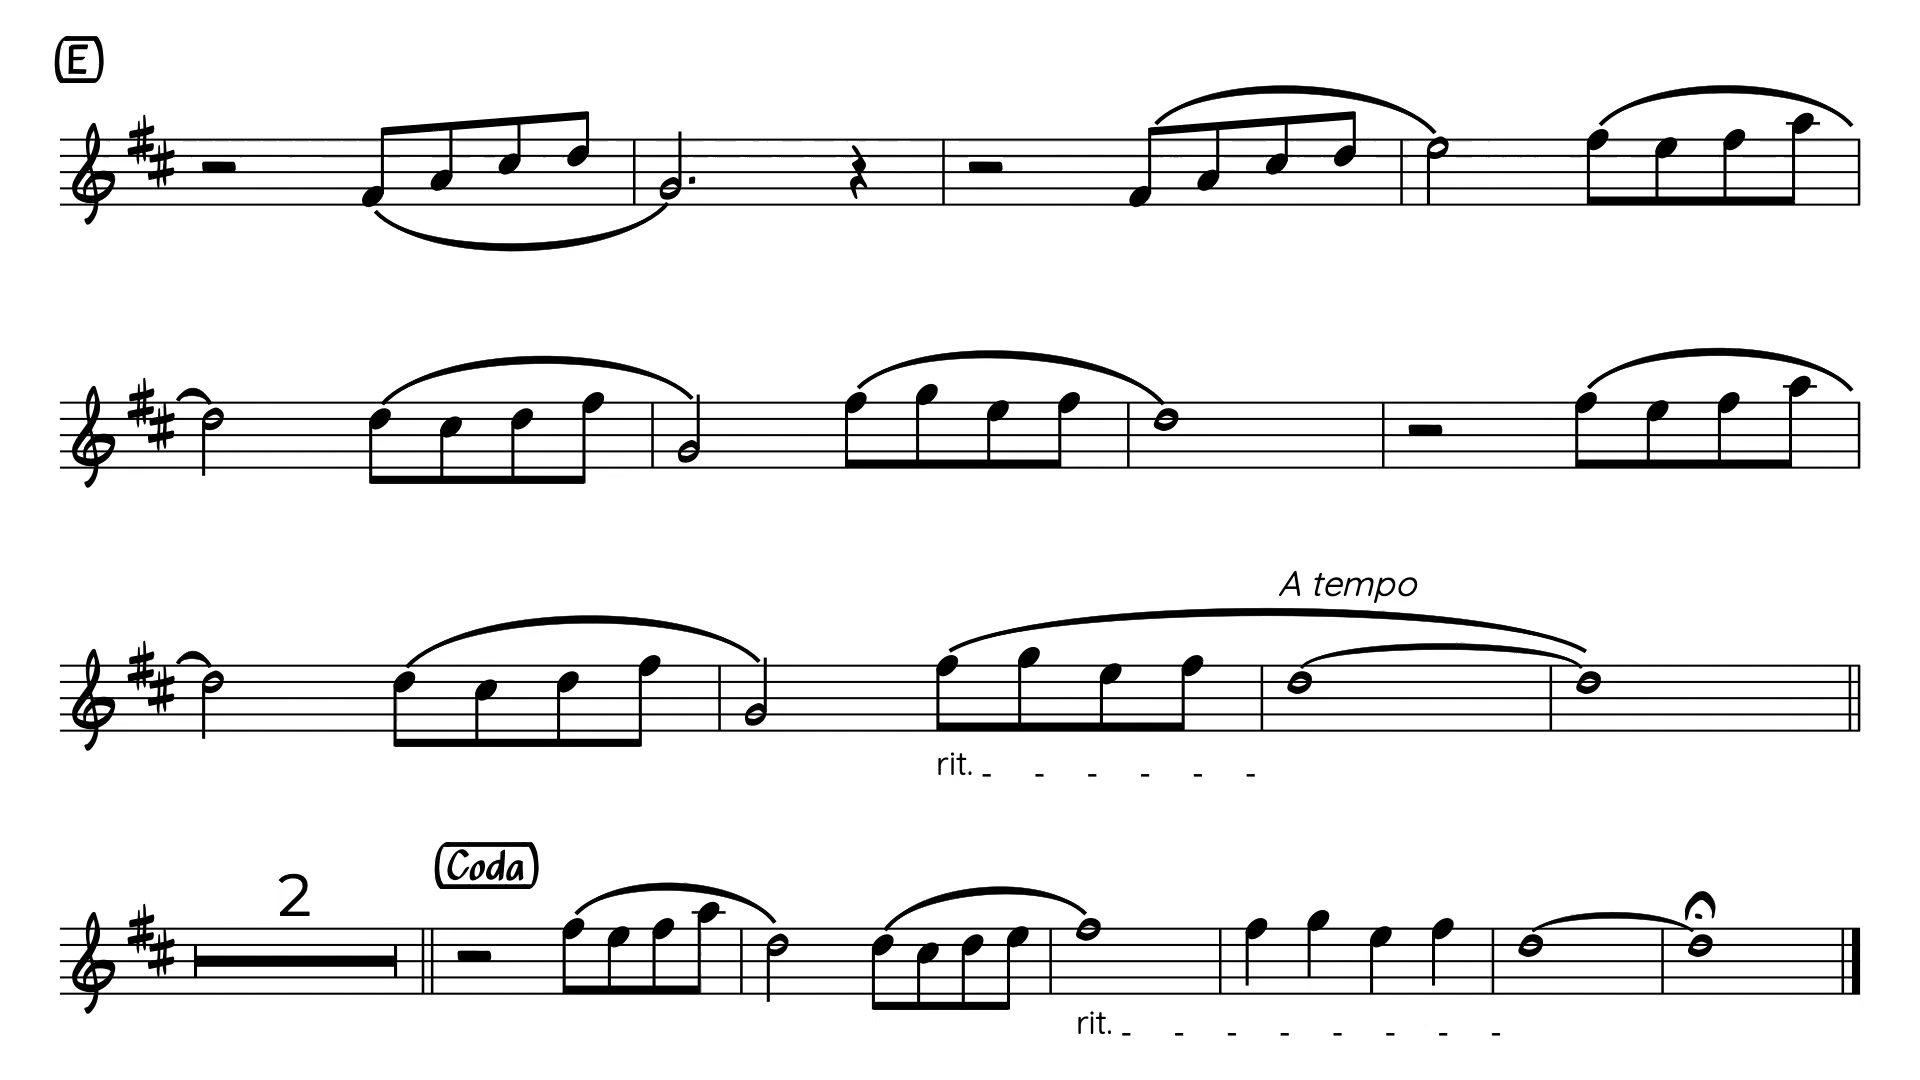 E
A tempo
rit. - - - - - -
2
Coda
rit. - - - - - - - -